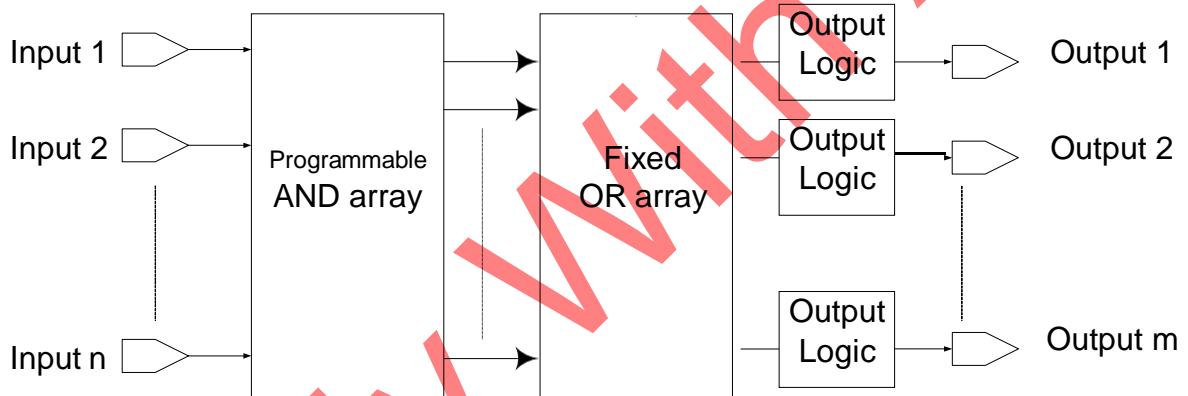 Input 1
Input 2
Input n
Programmable
AND array
Fixed
OR array
Output
Logic
Output
Logic
Output
Logic
Output 1
Output 2
Output m
With